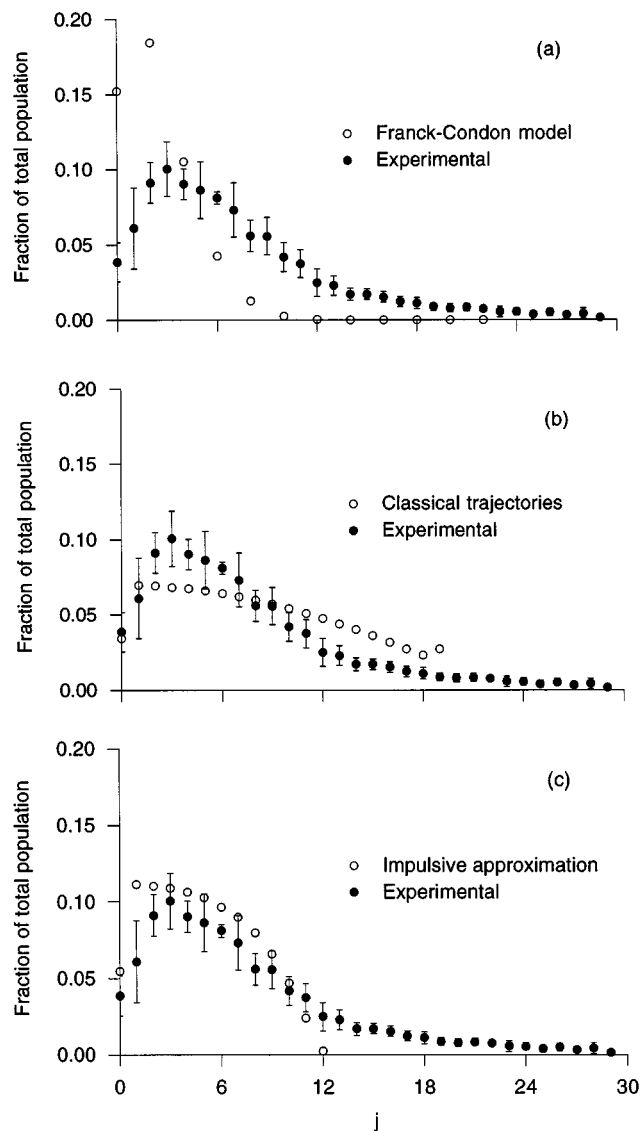 (a)
Fraction of total population
0.20
0.15
0.10
0.05
0.00
Franck-Condon model
Experimental
(b)
Fraction of total population
0.20
0.15
0.10
0.05
0.00
Classical trajectories
Experimental
(c)
Fraction of total population
0.20
0.15
0.10
0.05
0.00
Impulsive approximation
Experimental
0 6 12 18 24 30
j